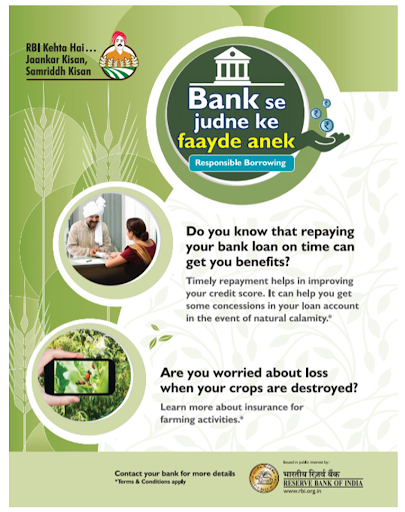 RBI Kehta Hai...
Jaankar Kisan,
Samriddh Kisan
Bank se
judne ke
faayde anek
Responsible Borrowing
Do you know that repaying
your bank loan on time can
get you benefits?
Timely repayment helps in improving
your credit score. It can help you get
some concessions in your loan account
in the event of natural calamity.*
Are you worried about loss
when your crops are destroyed?
Learn more about insurance for
farming activities.*
Contact your bank for more details
*Terms & Conditions apply
Issued in public interest by:
भारतीय रिज़र्व बैंक
RESERVE BANK OF INDIA
www.rbi.org.in